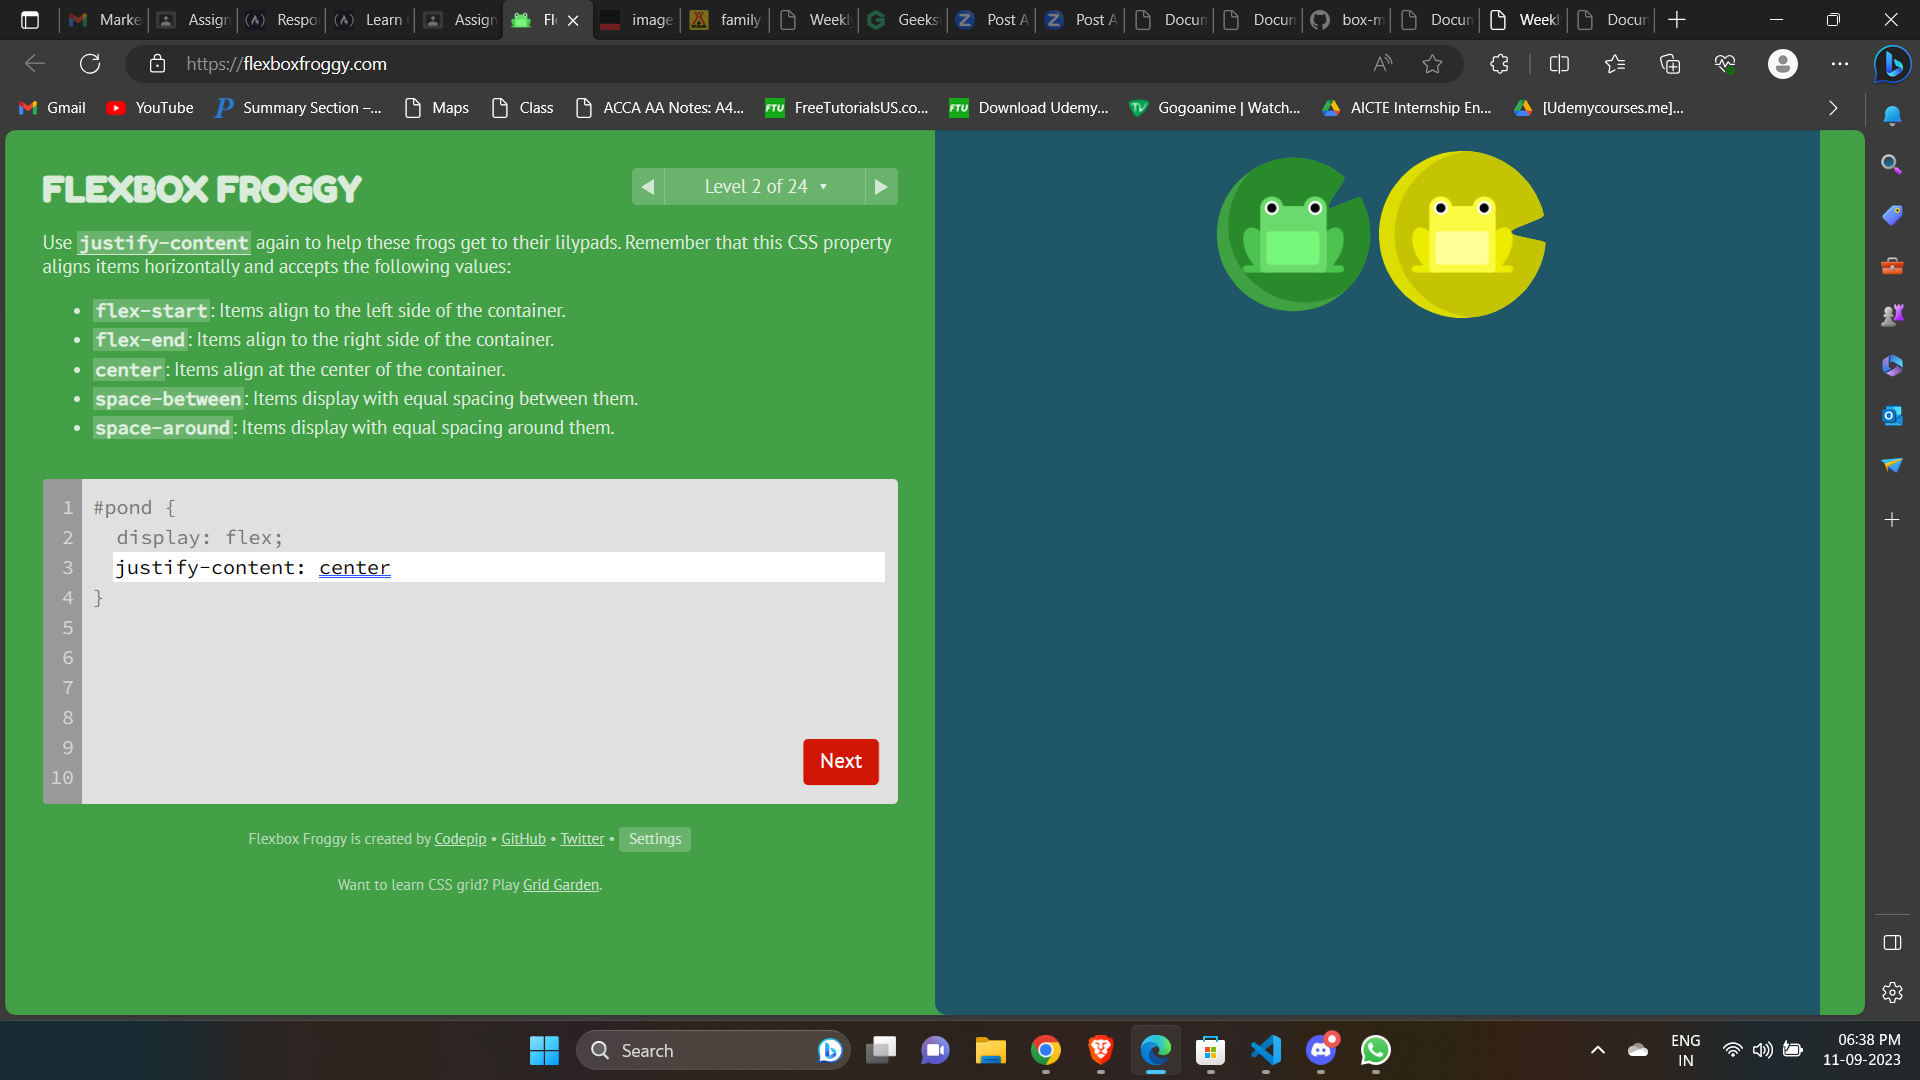 Marke
Assign
Respo
Learn
Assign
Fl
image
family
Weekl
Geeks
Post A
Post A
Docum
Docun
box-m
Docum
Weekl
Docun
https://flexboxfroggy.com
Gmail
YouTube
Summary Section –...
Maps
Class
ACCA AA Notes: A4...
FreeTutorialsUS.co...
Download Udemy...
Gogoanime | Watch...
AICTE Internship En...
[Udemycourses.me]...
FLEXBOX FROGGY
Level 2 of 24
Use justify-content again to help these frogs get to their lilypads. Remember that this CSS property
aligns items horizontally and accepts the following values:
• flex-start: Items align to the left side of the container.
• flex-end: Items align to the right side of the container.
• center: Items align at the center of the container.
• space-between: Items display with equal spacing between them.
• space-around: Items display with equal spacing around them.
1 #pond {
2 display: flex;
3 justify-content: center
4 }
5
6
7
8
9
10
Next
Flexbox Froggy is created by Codepip • GitHub • Twitter • Settings
Want to learn CSS grid? Play Grid Garden.
Search
ENG
IN
06:38 PM
11-09-2023